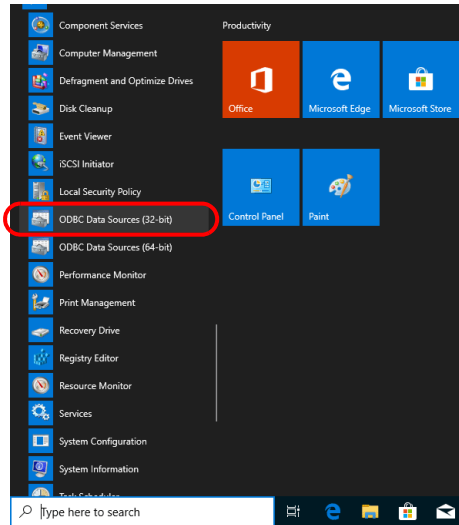 Component Services
Computer Management
Defragment and Optimize Drives
Disk Cleanup
Event Viewer
iSCSI Initiator
Local Security Policy
ODBC Data Sources (32-bit)
ODBC Data Sources (64-bit)
Performance Monitor
Print Management
Recovery Drive
Registry Editor
Resource Monitor
Services
System Configuration
System Information
Task Scheduler
Productivity
Office
Microsoft Edge
Microsoft Store
Control Panel
Paint
Type here to search